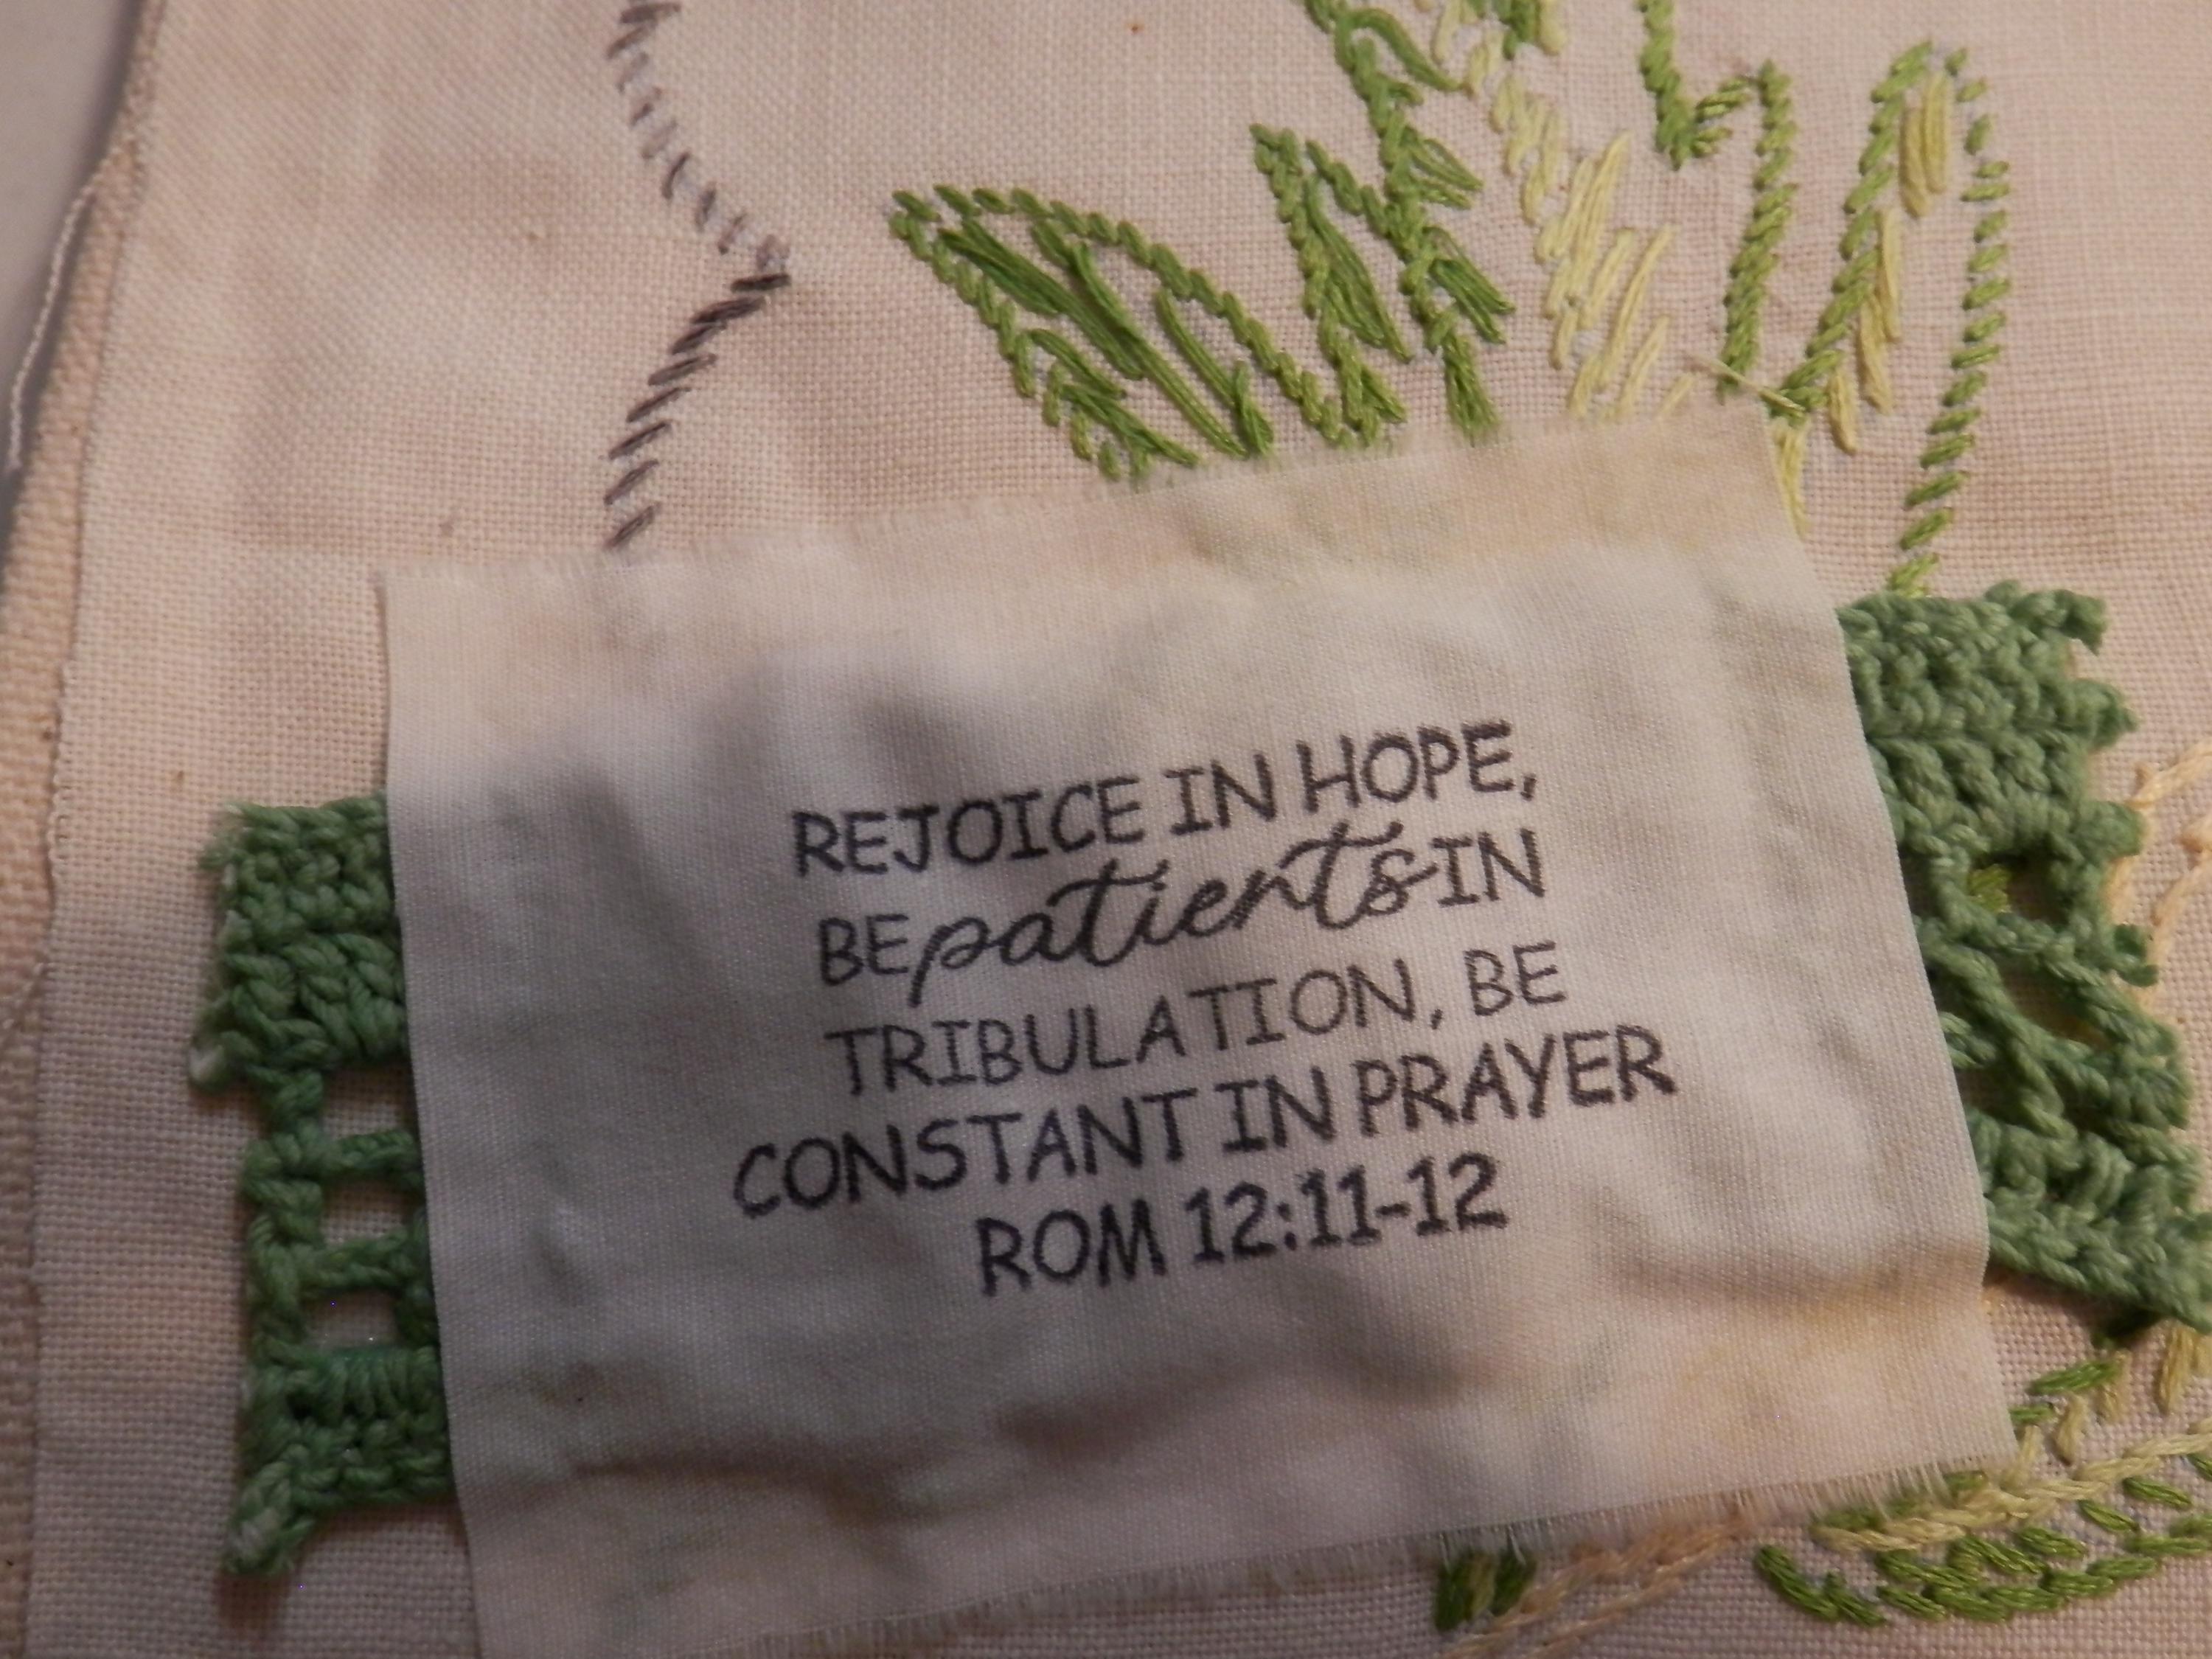 REJOICE IN HOPE,
BE patients IN
TRIBULATION, BE
CONSTANT IN PRAYER
ROM 12:11-12